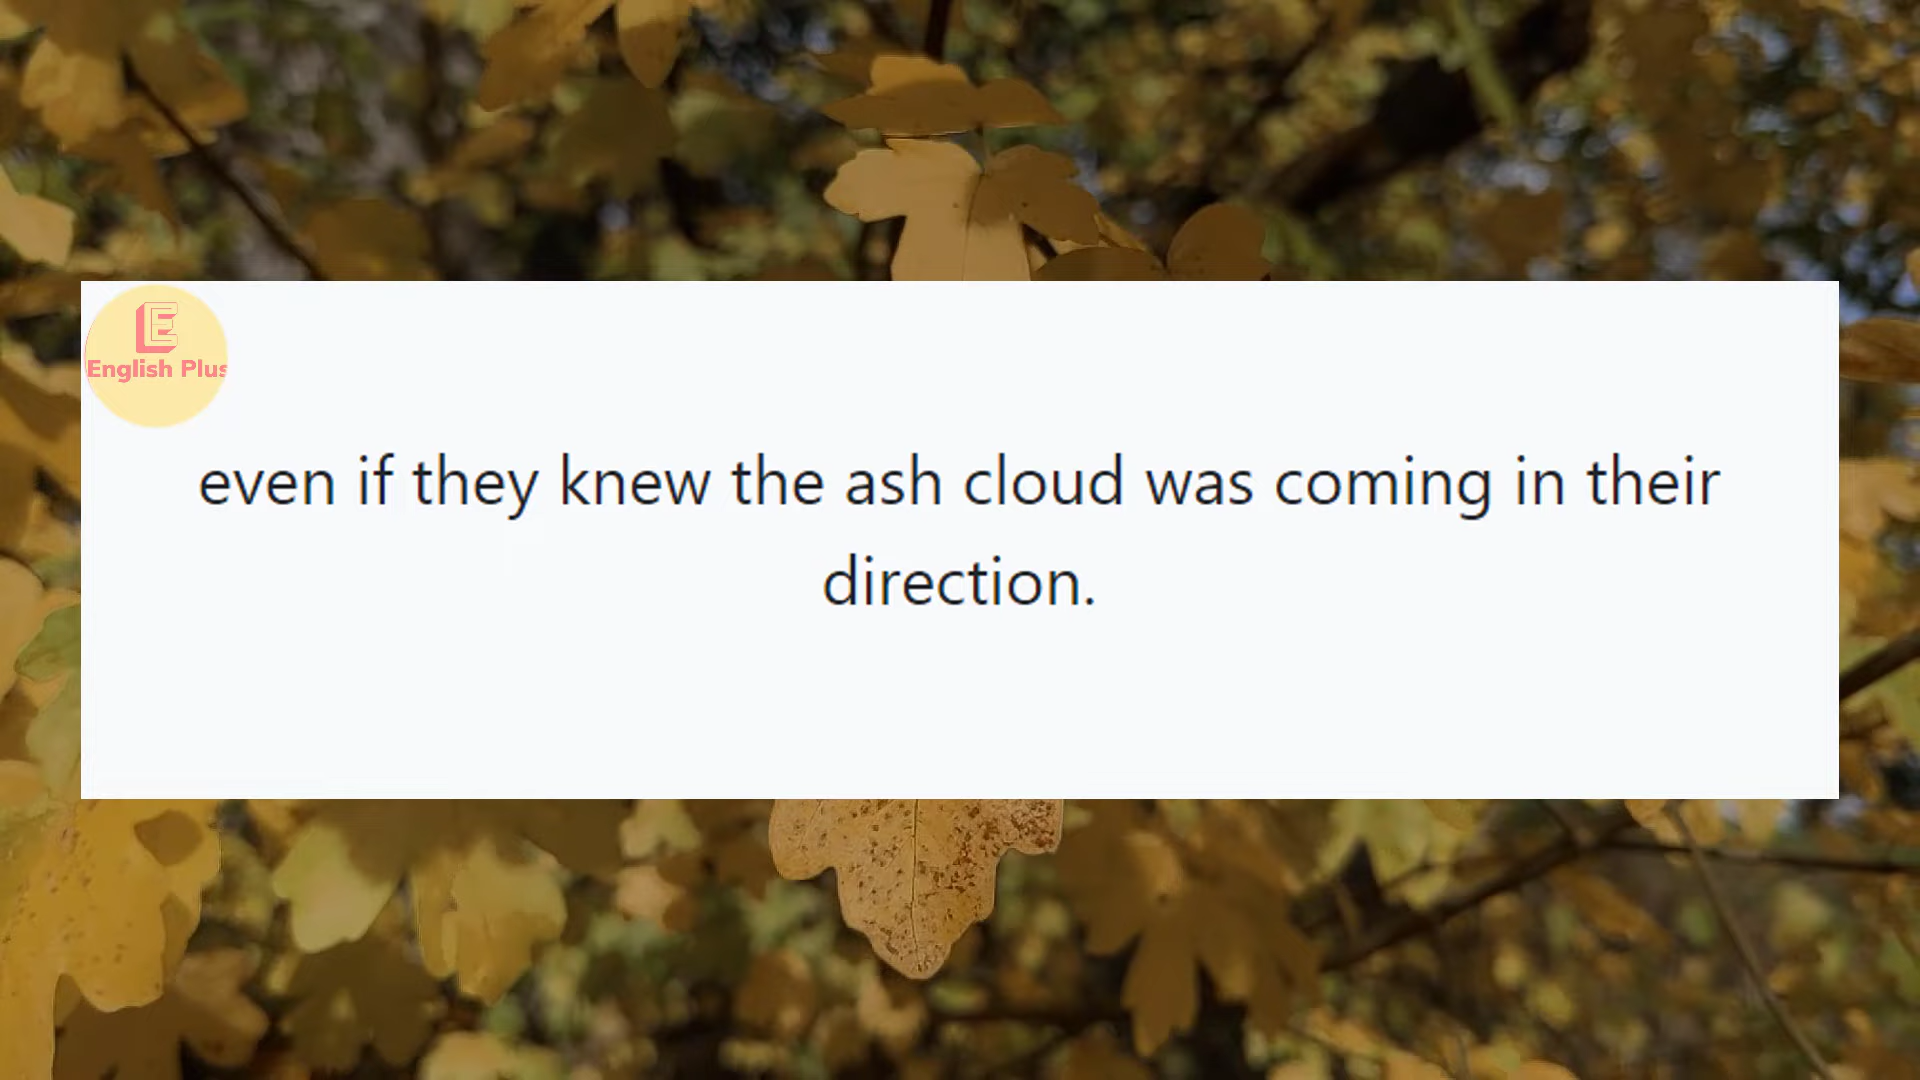 E
English Plus
even if they knew the ash cloud was coming in their
direction.